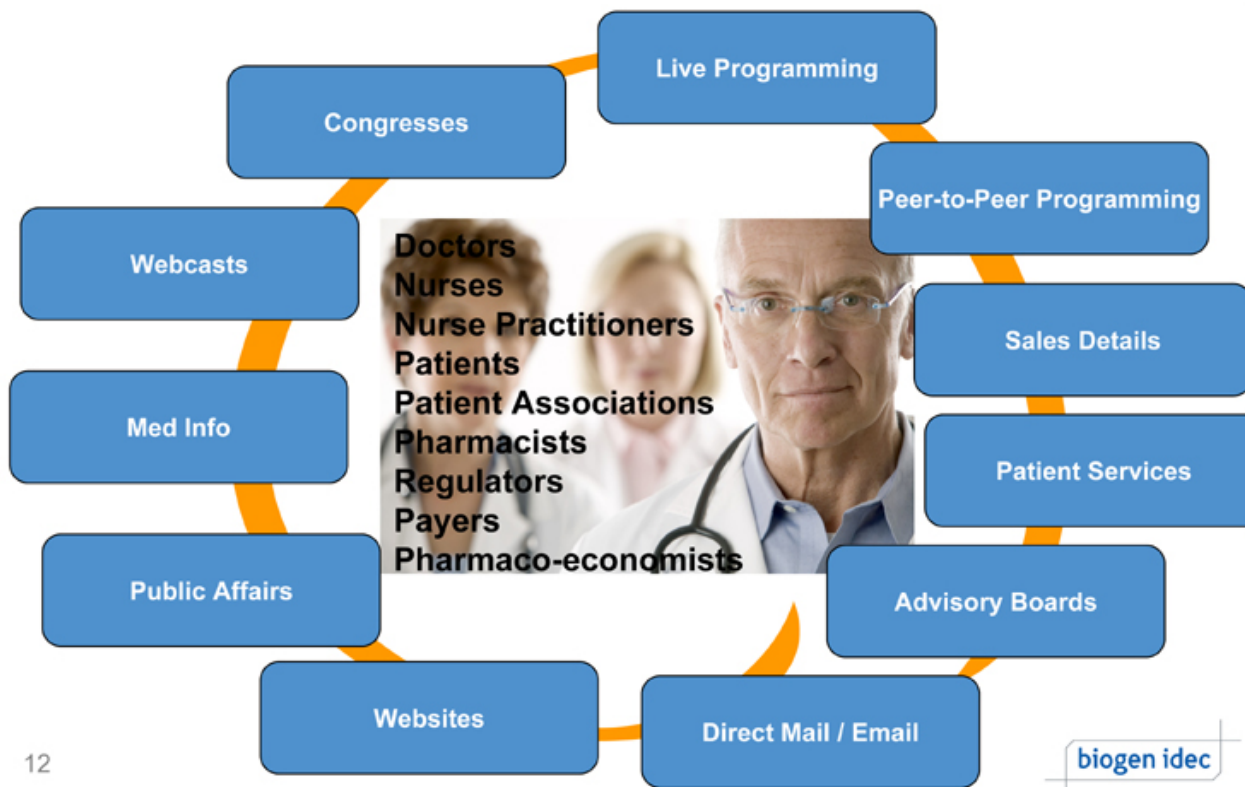 Live Programming
Congresses
Peer-to-Peer Programming
Webcasts
Sales Details
Med Info
Patient Services
Public Affairs
Advisory Boards
Websites
Direct Mail / Email
Doctors
Nurses
Nurse Practitioners
Patients
Patient Associations
Pharmacists
Regulators
Payers
Pharmaco-economists
12
biogen idec